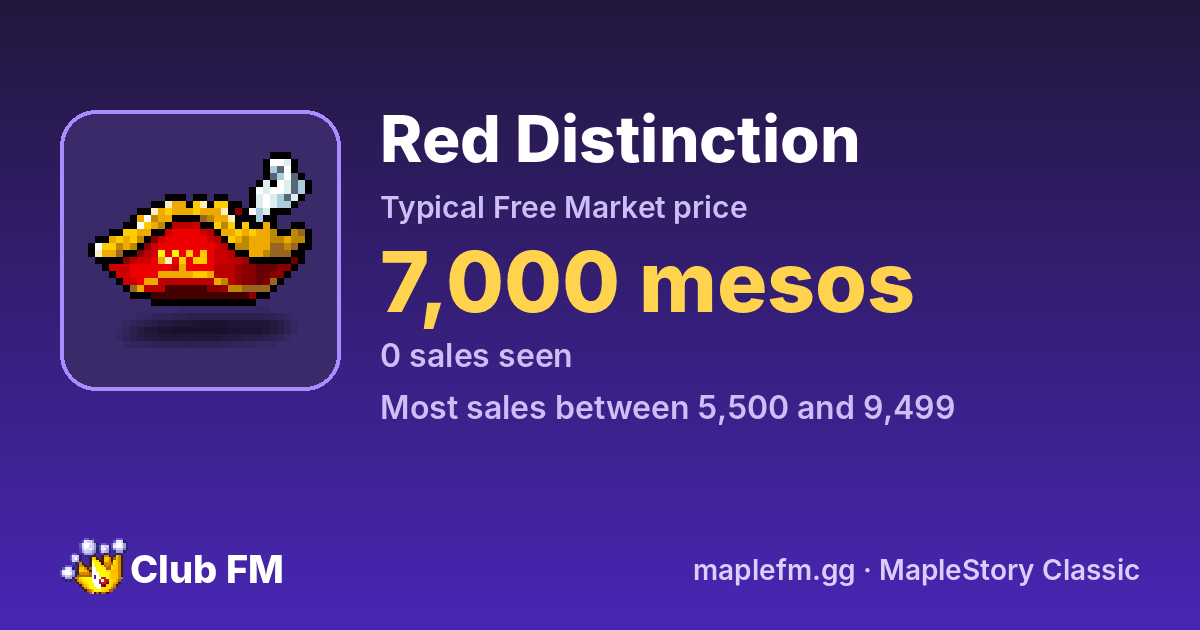 Red Distinction
Typical Free Market price
7,000 mesos
0 sales seen
Most sales between 5,500 and 9,499
Club FM
maplefm.gg · MapleStory Classic